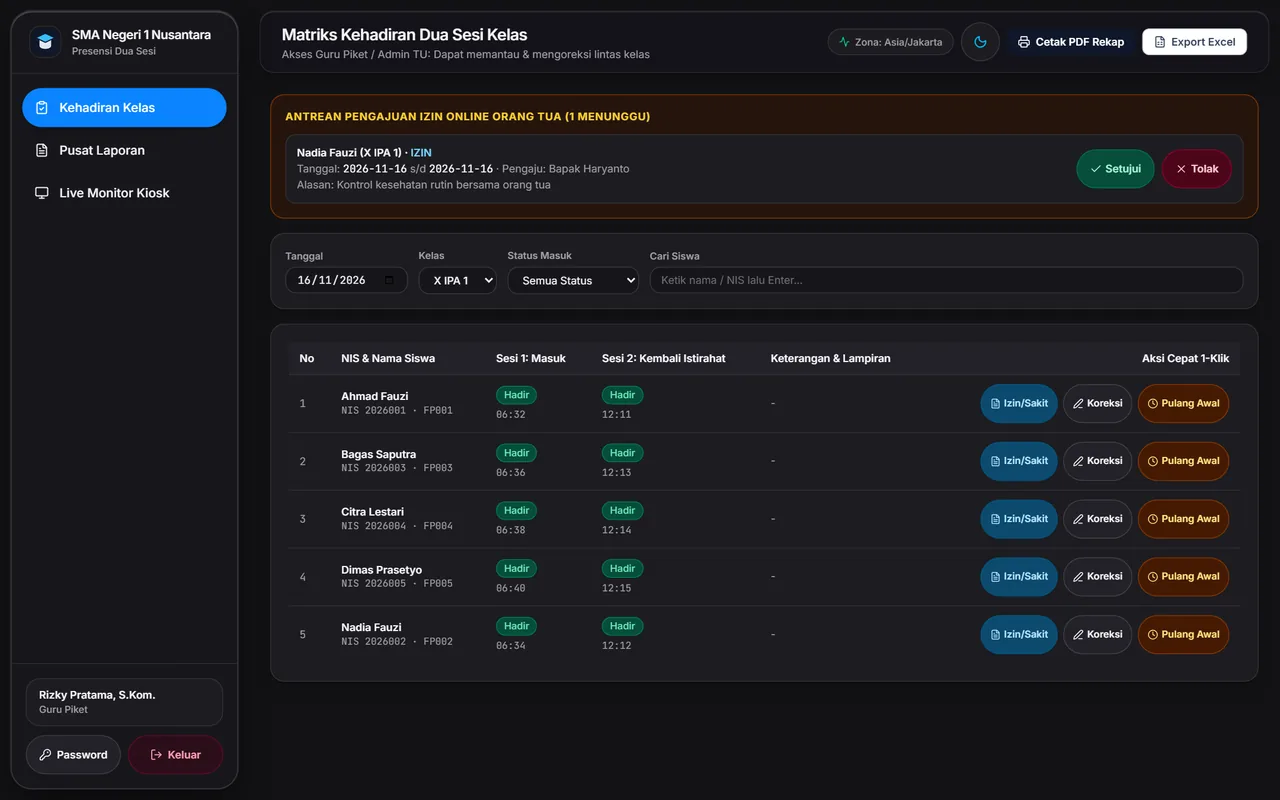 SMA Negeri 1 Nusantara
Presensi Dua Sesi
Kehadiran Kelas
Pusat Laporan
Live Monitor Kiosk
Rizky Pratama, S.Kom.
Guru Piket
Password
Keluar
Matriks Kehadiran Dua Sesi Kelas
Akses Guru Piket / Admin TU: Dapat memantau & mengoreksi lintas kelas
Zona: Asia/Jakarta
Cetak PDF Rekap
Export Excel
ANTREAN PENGAJUAN IZIN ONLINE ORANG TUA (1 MENUNGGU)
Nadia Fauzi (X IPA 1) · IZIN
Tanggal: 2026-11-16 s/d 2026-11-16 · Pengaju: Bapak Haryanto
Alasan: Kontrol kesehatan rutin bersama orang tua
Setujui
Tolak
Tanggal
Kelas
Status Masuk
Cari Siswa
16/11/2026
X IPA 1
Semua Status
Ketik nama / NIS lalu Enter...
No NIS & Nama Siswa Sesi 1: Masuk Sesi 2: Kembali Istirahat Keterangan & Lampiran Aksi Cepat 1-Klik
1 Ahmad Fauzi Hadir Hadir - Izin/Sakit Koreksi Pulang Awal
NIS 2026001 · FP001 06:32 12:11
2 Bagas Saputra Hadir Hadir - Izin/Sakit Koreksi Pulang Awal
NIS 2026003 · FP003 06:36 12:13
3 Citra Lestari Hadir Hadir - Izin/Sakit Koreksi Pulang Awal
NIS 2026004 · FP004 06:38 12:14
4 Dimas Prasetyo Hadir Hadir - Izin/Sakit Koreksi Pulang Awal
NIS 2026005 · FP005 06:40 12:15
5 Nadia Fauzi Hadir Hadir - Izin/Sakit Koreksi Pulang Awal
NIS 2026002 · FP002 06:34 12:12